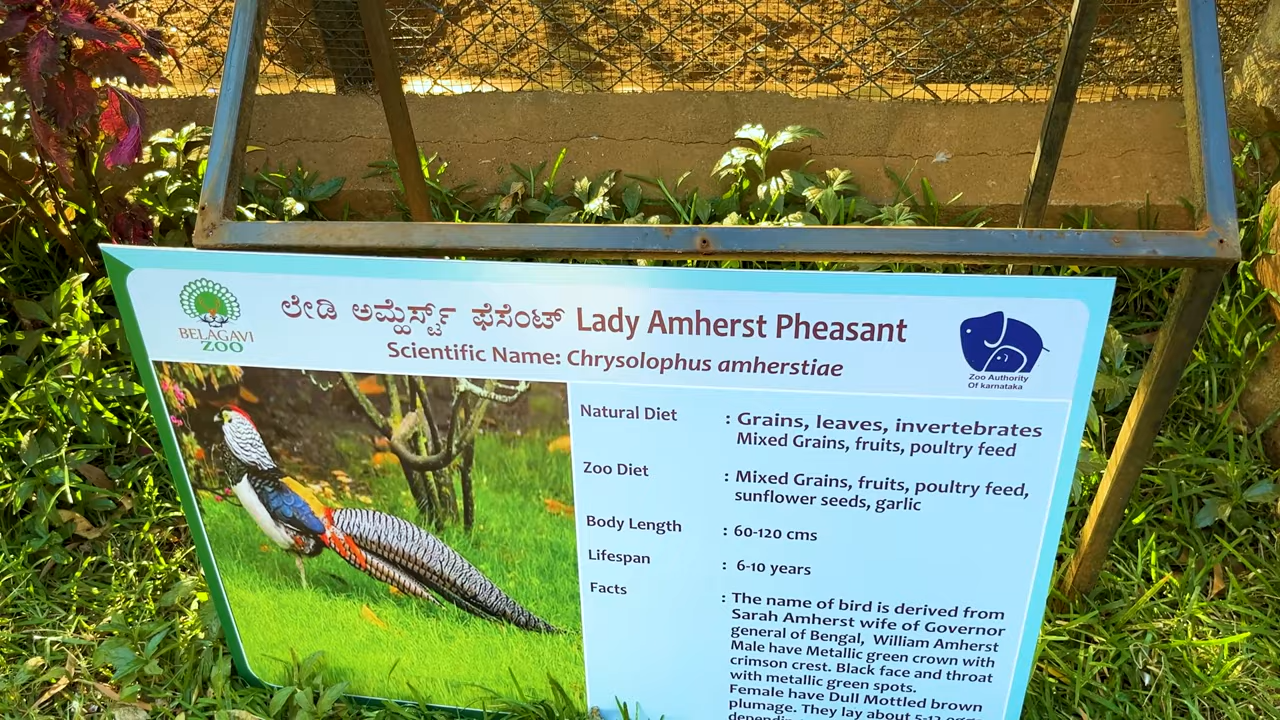 BELAGAVI
ZOO
ಲೇಡಿ ಅಮ್ಹೆರ್ಸ್ಟ್ ಫೆಸೆಂಟ್ Lady Amherst Pheasant
Scientific Name: Chrysolophus amherstiae
Zoo Authority
Of karnataka
Natural Diet : Grains, leaves, invertebrates
Mixed Grains, fruits, poultry feed
Zoo Diet : Mixed Grains, fruits, poultry feed,
sunflower seeds, garlic
Body Length : 60-120 cms
Lifespan : 6-10 years
Facts : The name of bird is derived from
Sarah Amherst wife of Governor
general of Bengal, William Amherst
Male have Metallic green crown with
crimson crest. Black face and throat
with metallic green spots.
Female have Dull Mottled brown
plumage. They lay about 5-12 eggs